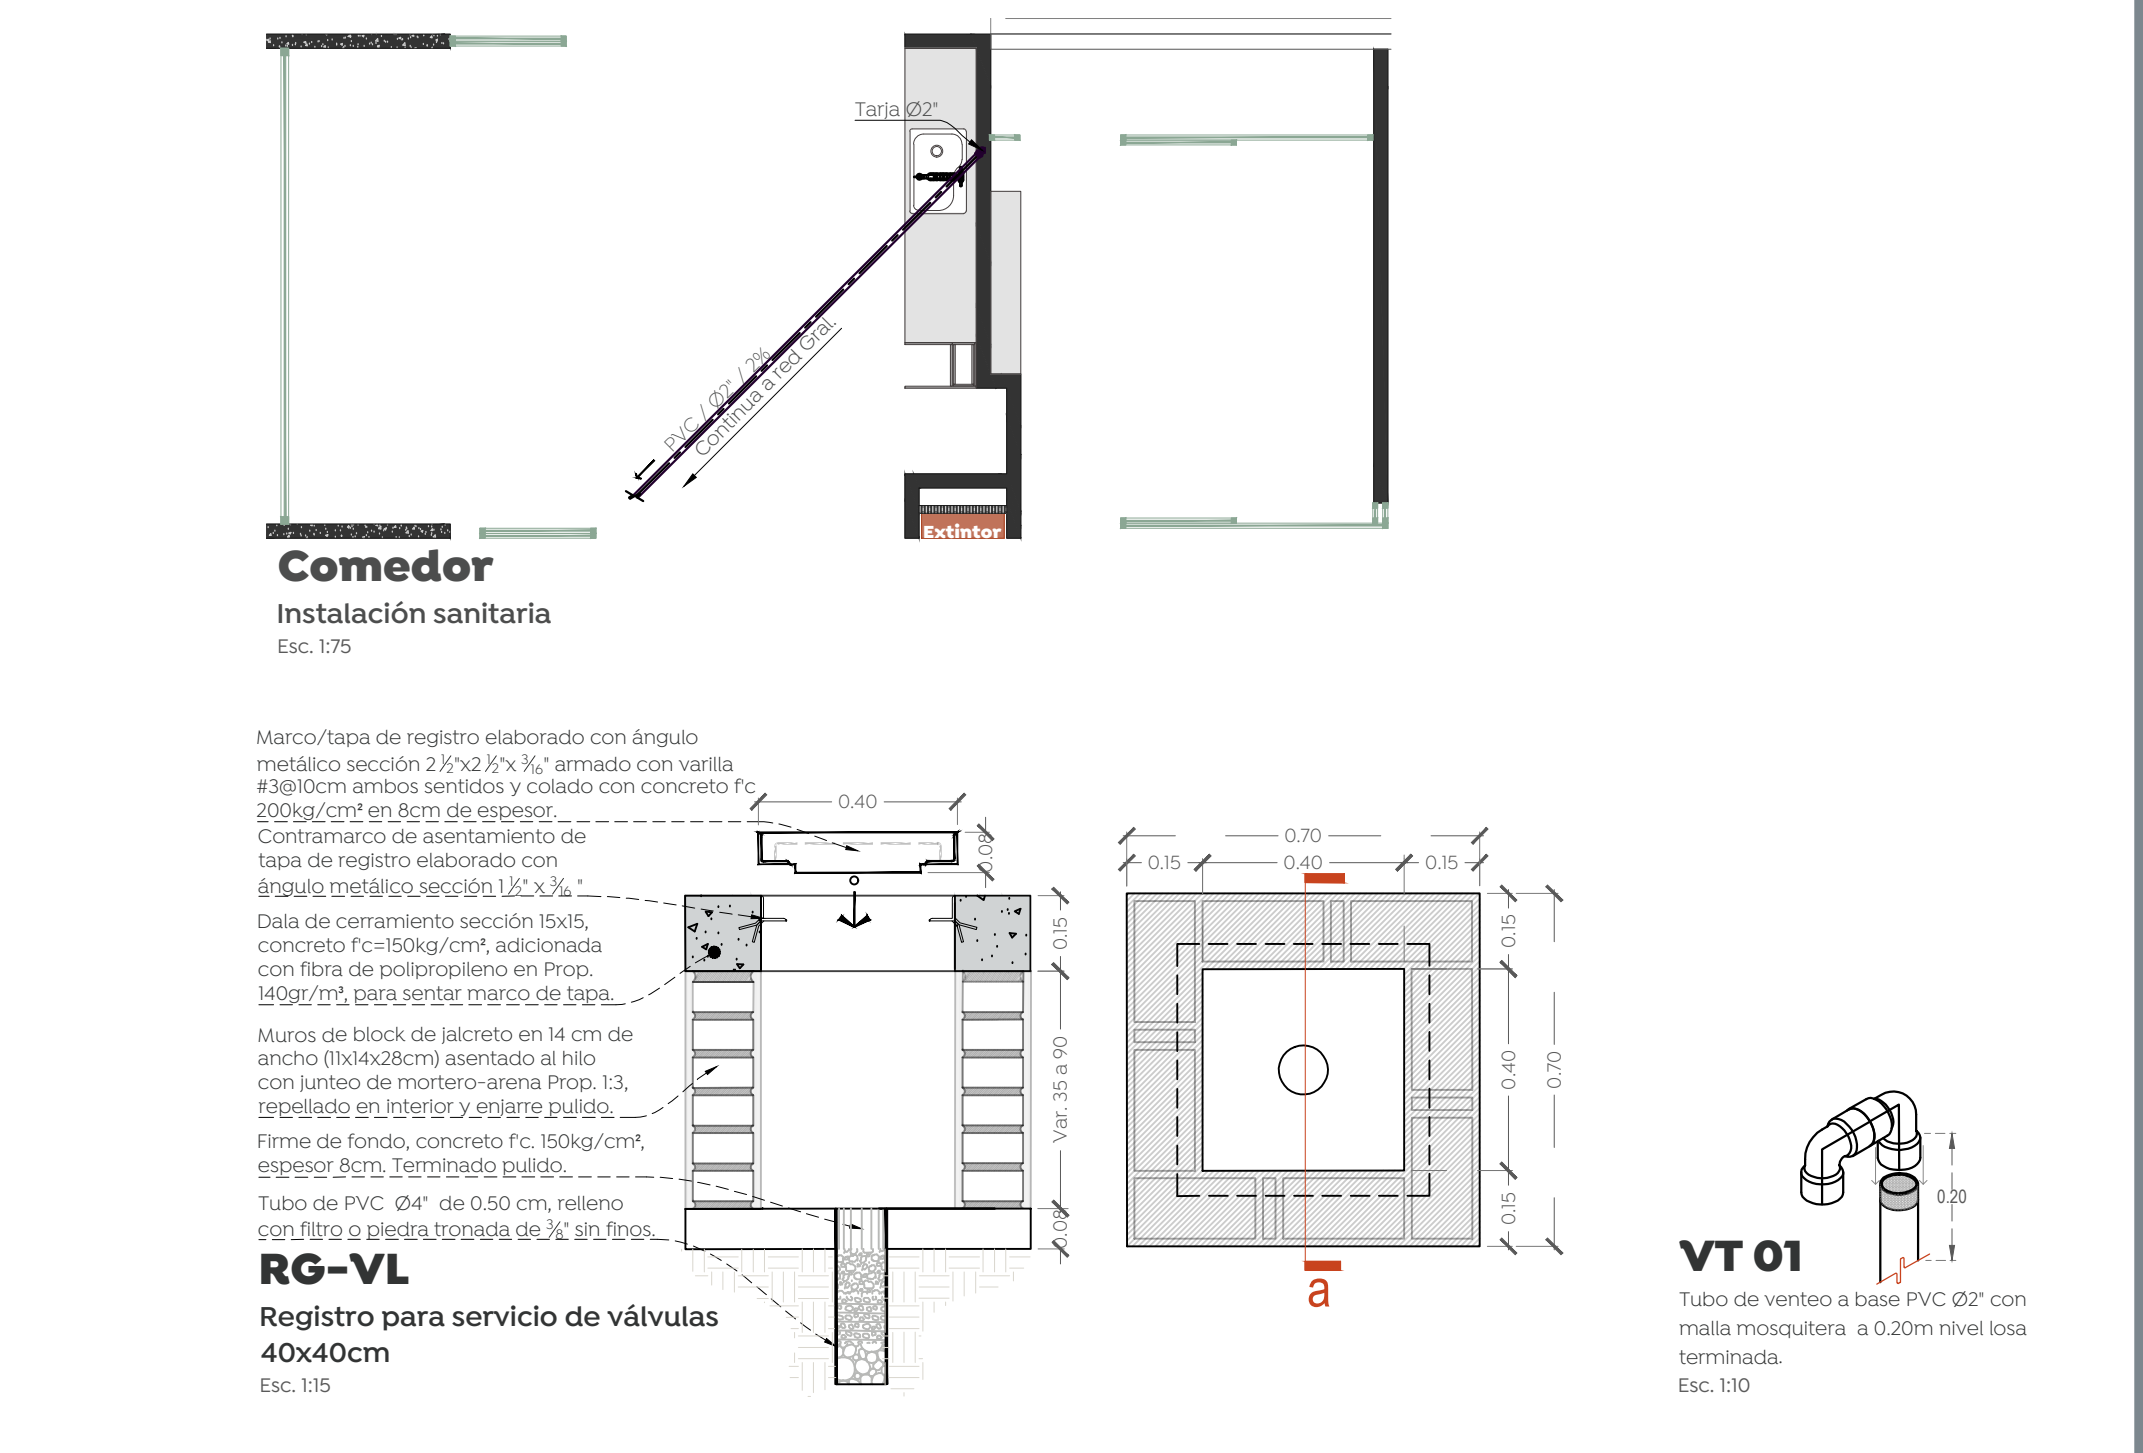 Tarja Ø2"
PVC / Ø2" / 2%
Continua a red Gral.
Extintor
Comedor
Instalación sanitaria
Esc. 1:75
Marco/tapa de registro elaborado con ángulo
metálico sección 2 ½"x2 ½"x 3⁄16" armado con varilla
#3@10cm ambos sentidos y colado con concreto f'c
200kg/cm² en 8cm de espesor.
Contramarco de asentamiento de
tapa de registro elaborado con
ángulo metálico sección 1 ½" x 3⁄16 "
Dala de cerramiento sección 15x15,
concreto f'c=150kg/cm², adicionada
con fibra de polipropileno en Prop.
140gr/m³, para sentar marco de tapa.
Muros de block de jalcreto en 14 cm de
ancho (11x14x28cm) asentado al hilo
con junteo de mortero-arena Prop. 1:3,
repellado en interior y enjarre pulido.
Firme de fondo, concreto f'c. 150kg/cm²,
espesor 8cm. Terminado pulido.
Tubo de PVC Ø4" de 0.50 cm, relleno
con filtro o piedra tronada de ⅜" sin finos.
0.40
0.08
0.15
Var. 35 a 90
0.08
RG-VL
Registro para servicio de válvulas
40x40cm
Esc. 1:15
0.70
0.15
0.40
0.15
0.15
0.40
0.70
0.15
a
0.20
VT 01
Tubo de venteo a base PVC Ø2" con
malla mosquitera a 0.20m nivel losa
terminada.
Esc. 1:10